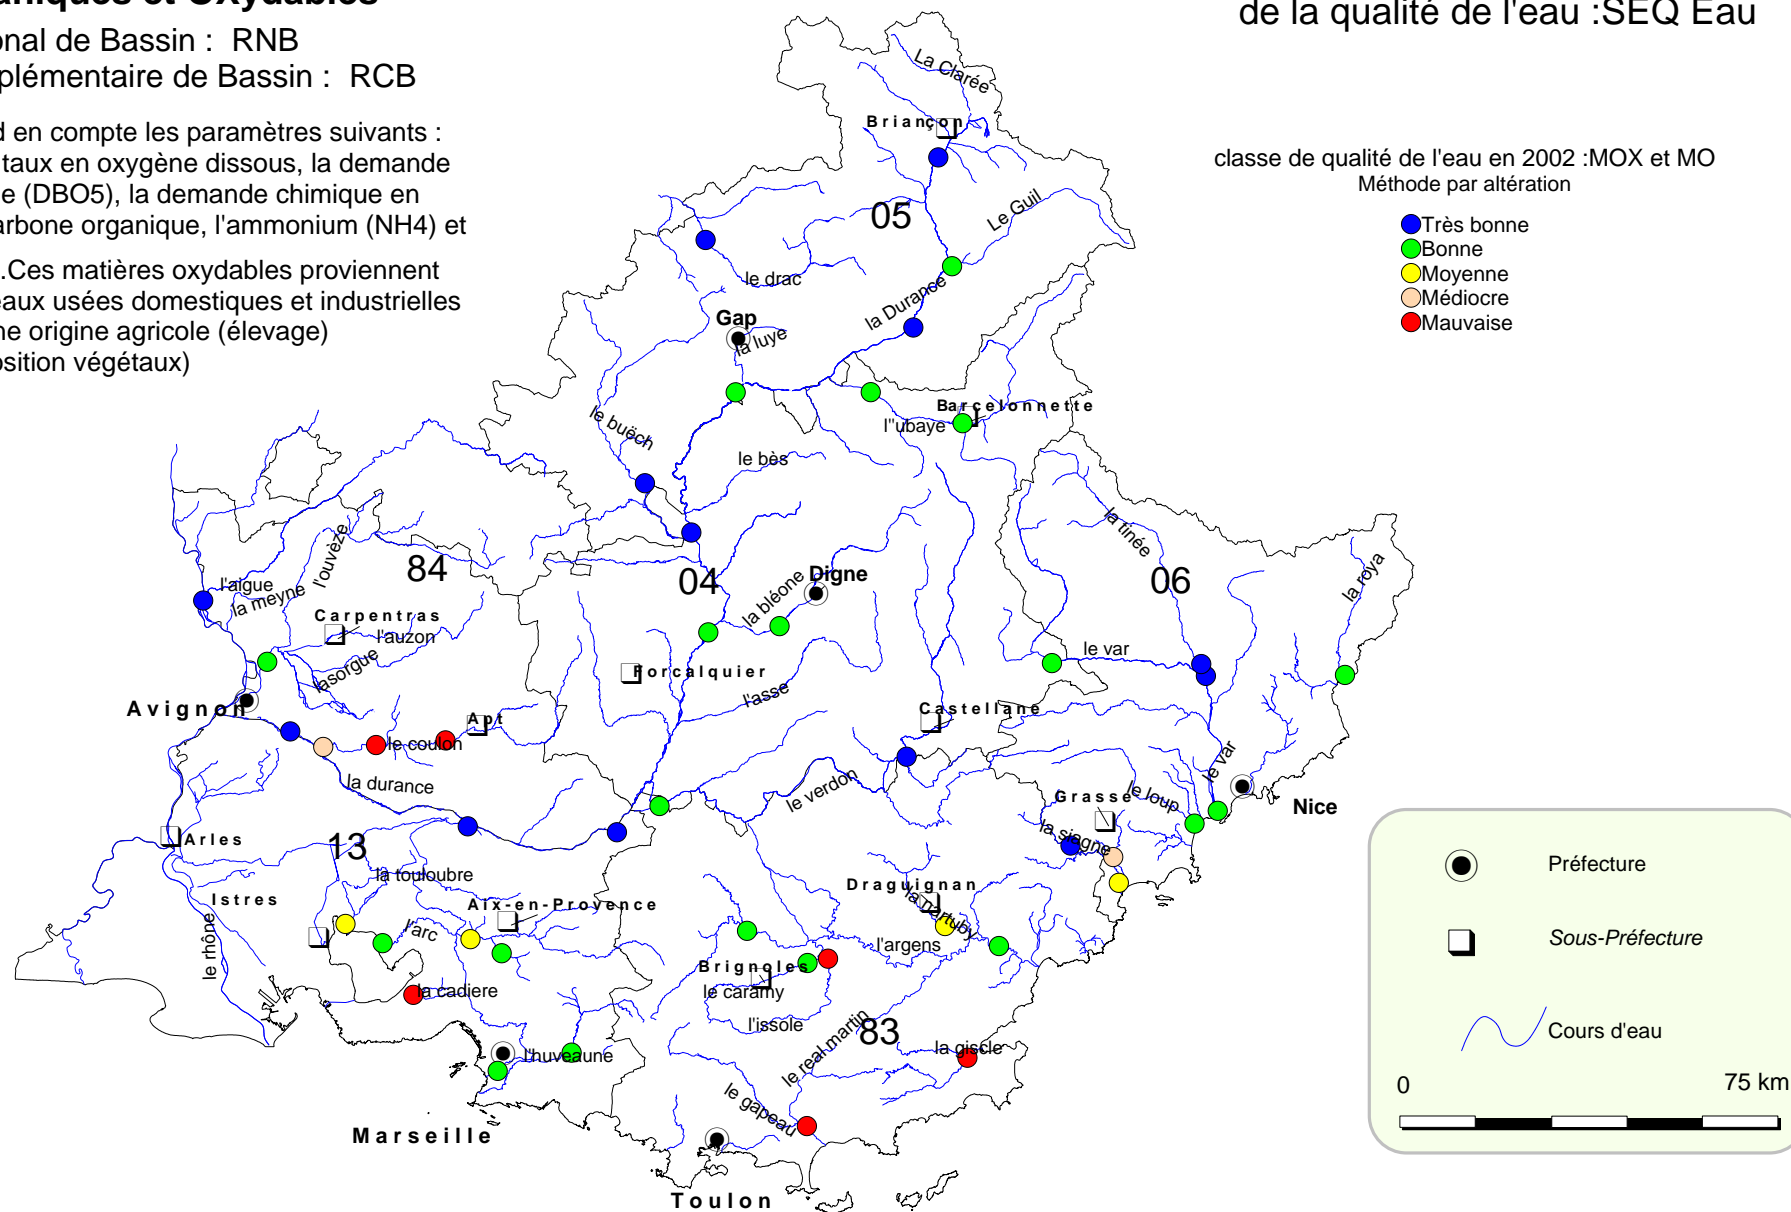 de la qualité de l'eau :SEQ Eau
onal de Bassin : RNB
plémentaire de Bassin : RCB
en compte les paramètres suivants :
taux en oxygène dissous, la demande
e (DBO5), la demande chimique en
arbone organique, l'ammonium (NH4) et
.Ces matières oxydables proviennent
eaux usées domestiques et industrielles
ne origine agricole (élevage)
osition végétaux)
classe de qualité de l'eau en 2002 :MOX et MO
Méthode par altération
Très bonne
Bonne
Moyenne
Médiocre
Mauvaise
La Clarée
Briançon
05
Le Guil
le drac
la Durance
Gap
la luye
Barcelonnette
l''ubaye
le buëch
le bès
la tinée
l'ouvèze
84
04
Digne
06
la roya
l'aigue
la meyne
la bléone
Carpentras
l'auzon
le var
lasorgue
Forcalquier
l'asse
Avignon
Apt
Castellane
le coulon
la durance
le verdon
le var
le loup
Grasse
Nice
Arles
13
la siagne
la touloubre
Draguignan
Istres
Aix-en-Provence
la nartuby
l'arc
l'argens
le rhône
Brignoles
la cadiere
le caramy
l'issole
le real martin
83
la giscle
l'huveaune
le gapeau
Marseille
Toulon
Préfecture
Sous-Préfecture
Cours d'eau
0 75 km